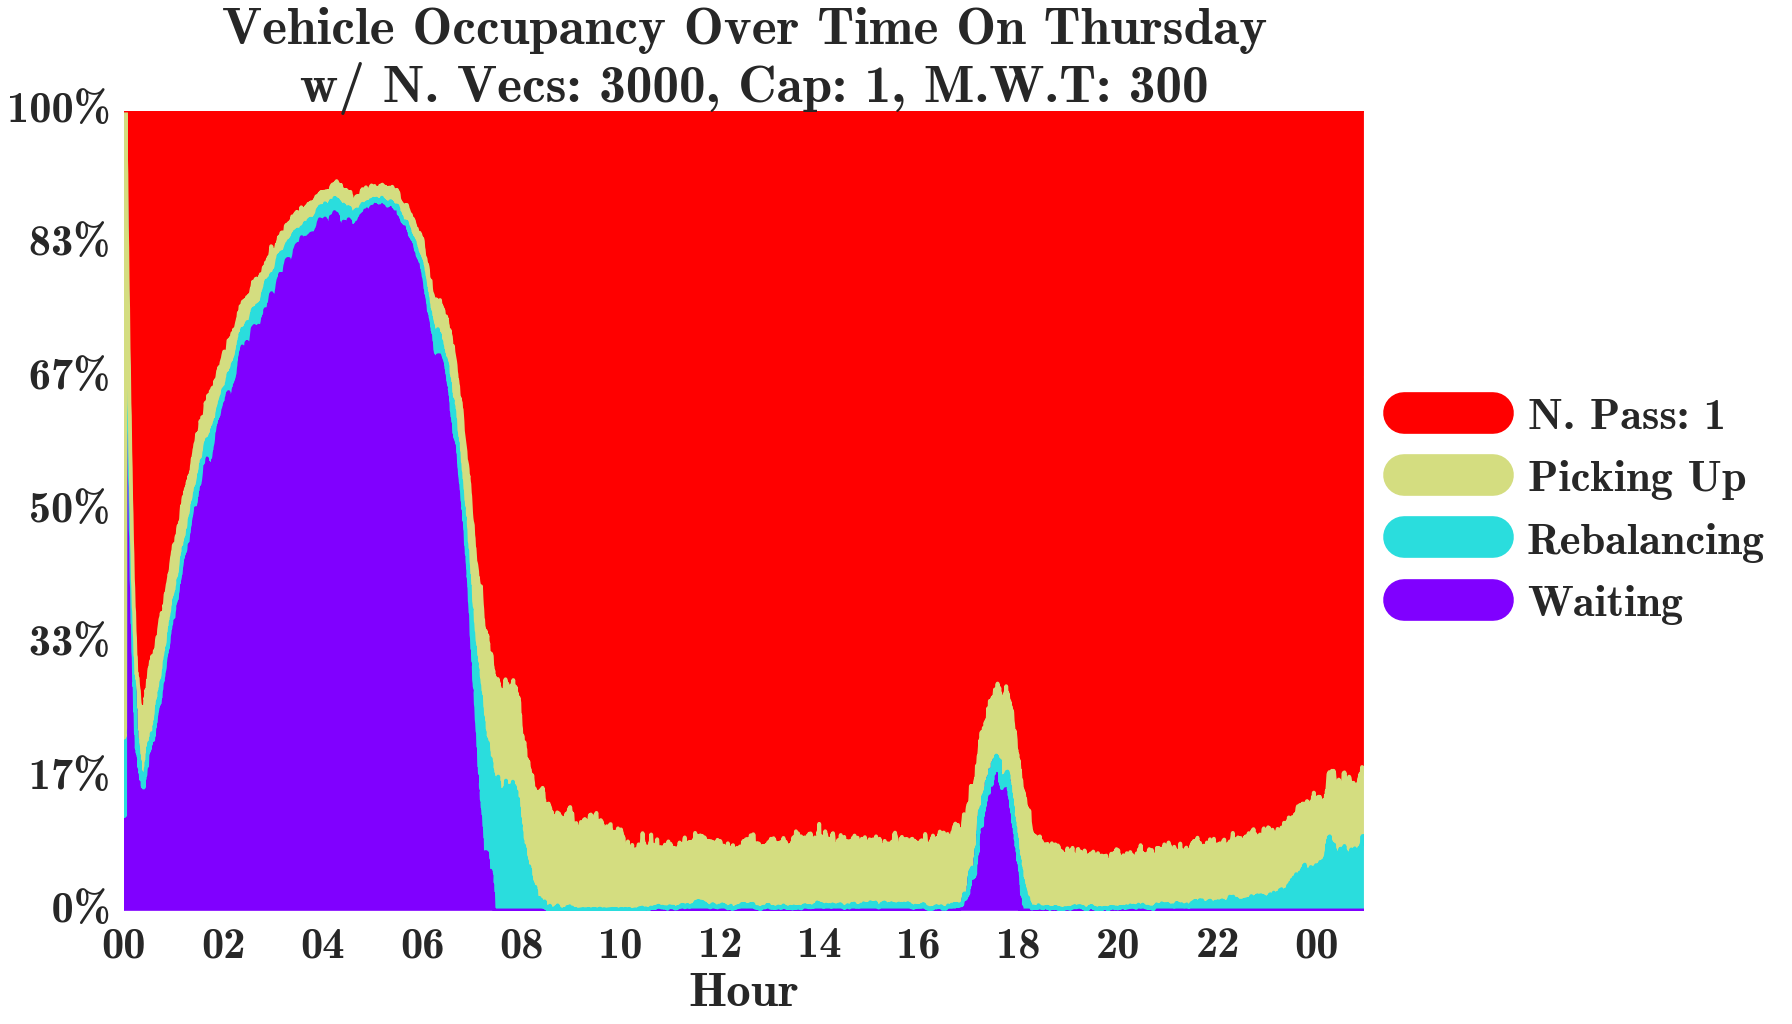 Vehicle Occupancy Over Time On Thursday
w/ N. Vecs: 3000, Cap: 1, M.W.T: 300
100%
83%
67%
50%
33%
17%
0%
00 02 04 06 08 10 12 14 16 18 20 22 00
Hour
N. Pass: 1
Picking Up
Rebalancing
Waiting